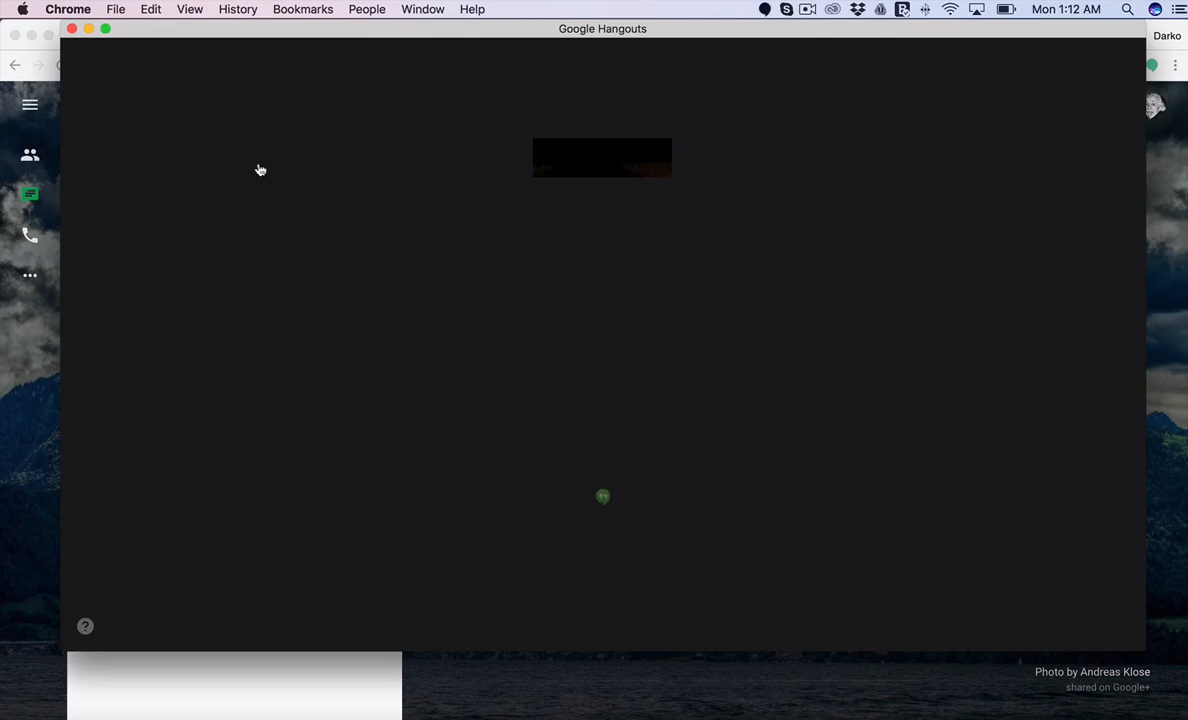 Chrome File Edit View History Bookmarks People Window Help Mon 1:12 AM
Google Hangouts
Darko
?
Photo by Andreas Klose
shared on Google+